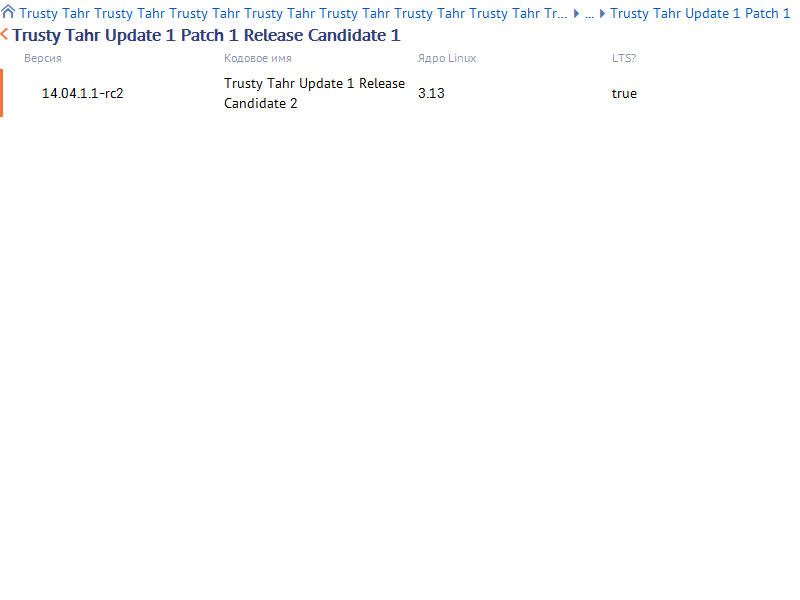 Trusty Tahr Trusty Tahr Trusty Tahr Trusty Tahr Trusty Tahr Trusty Tahr Trusty Tahr Tr... ... Trusty Tahr Update 1 Patch 1
Trusty Tahr Update 1 Patch 1 Release Candidate 1
Версия Кодовое имя Ядро Linux LTS?
14.04.1.1-rc2 Trusty Tahr Update 1 Release Candidate 2 3.13 true